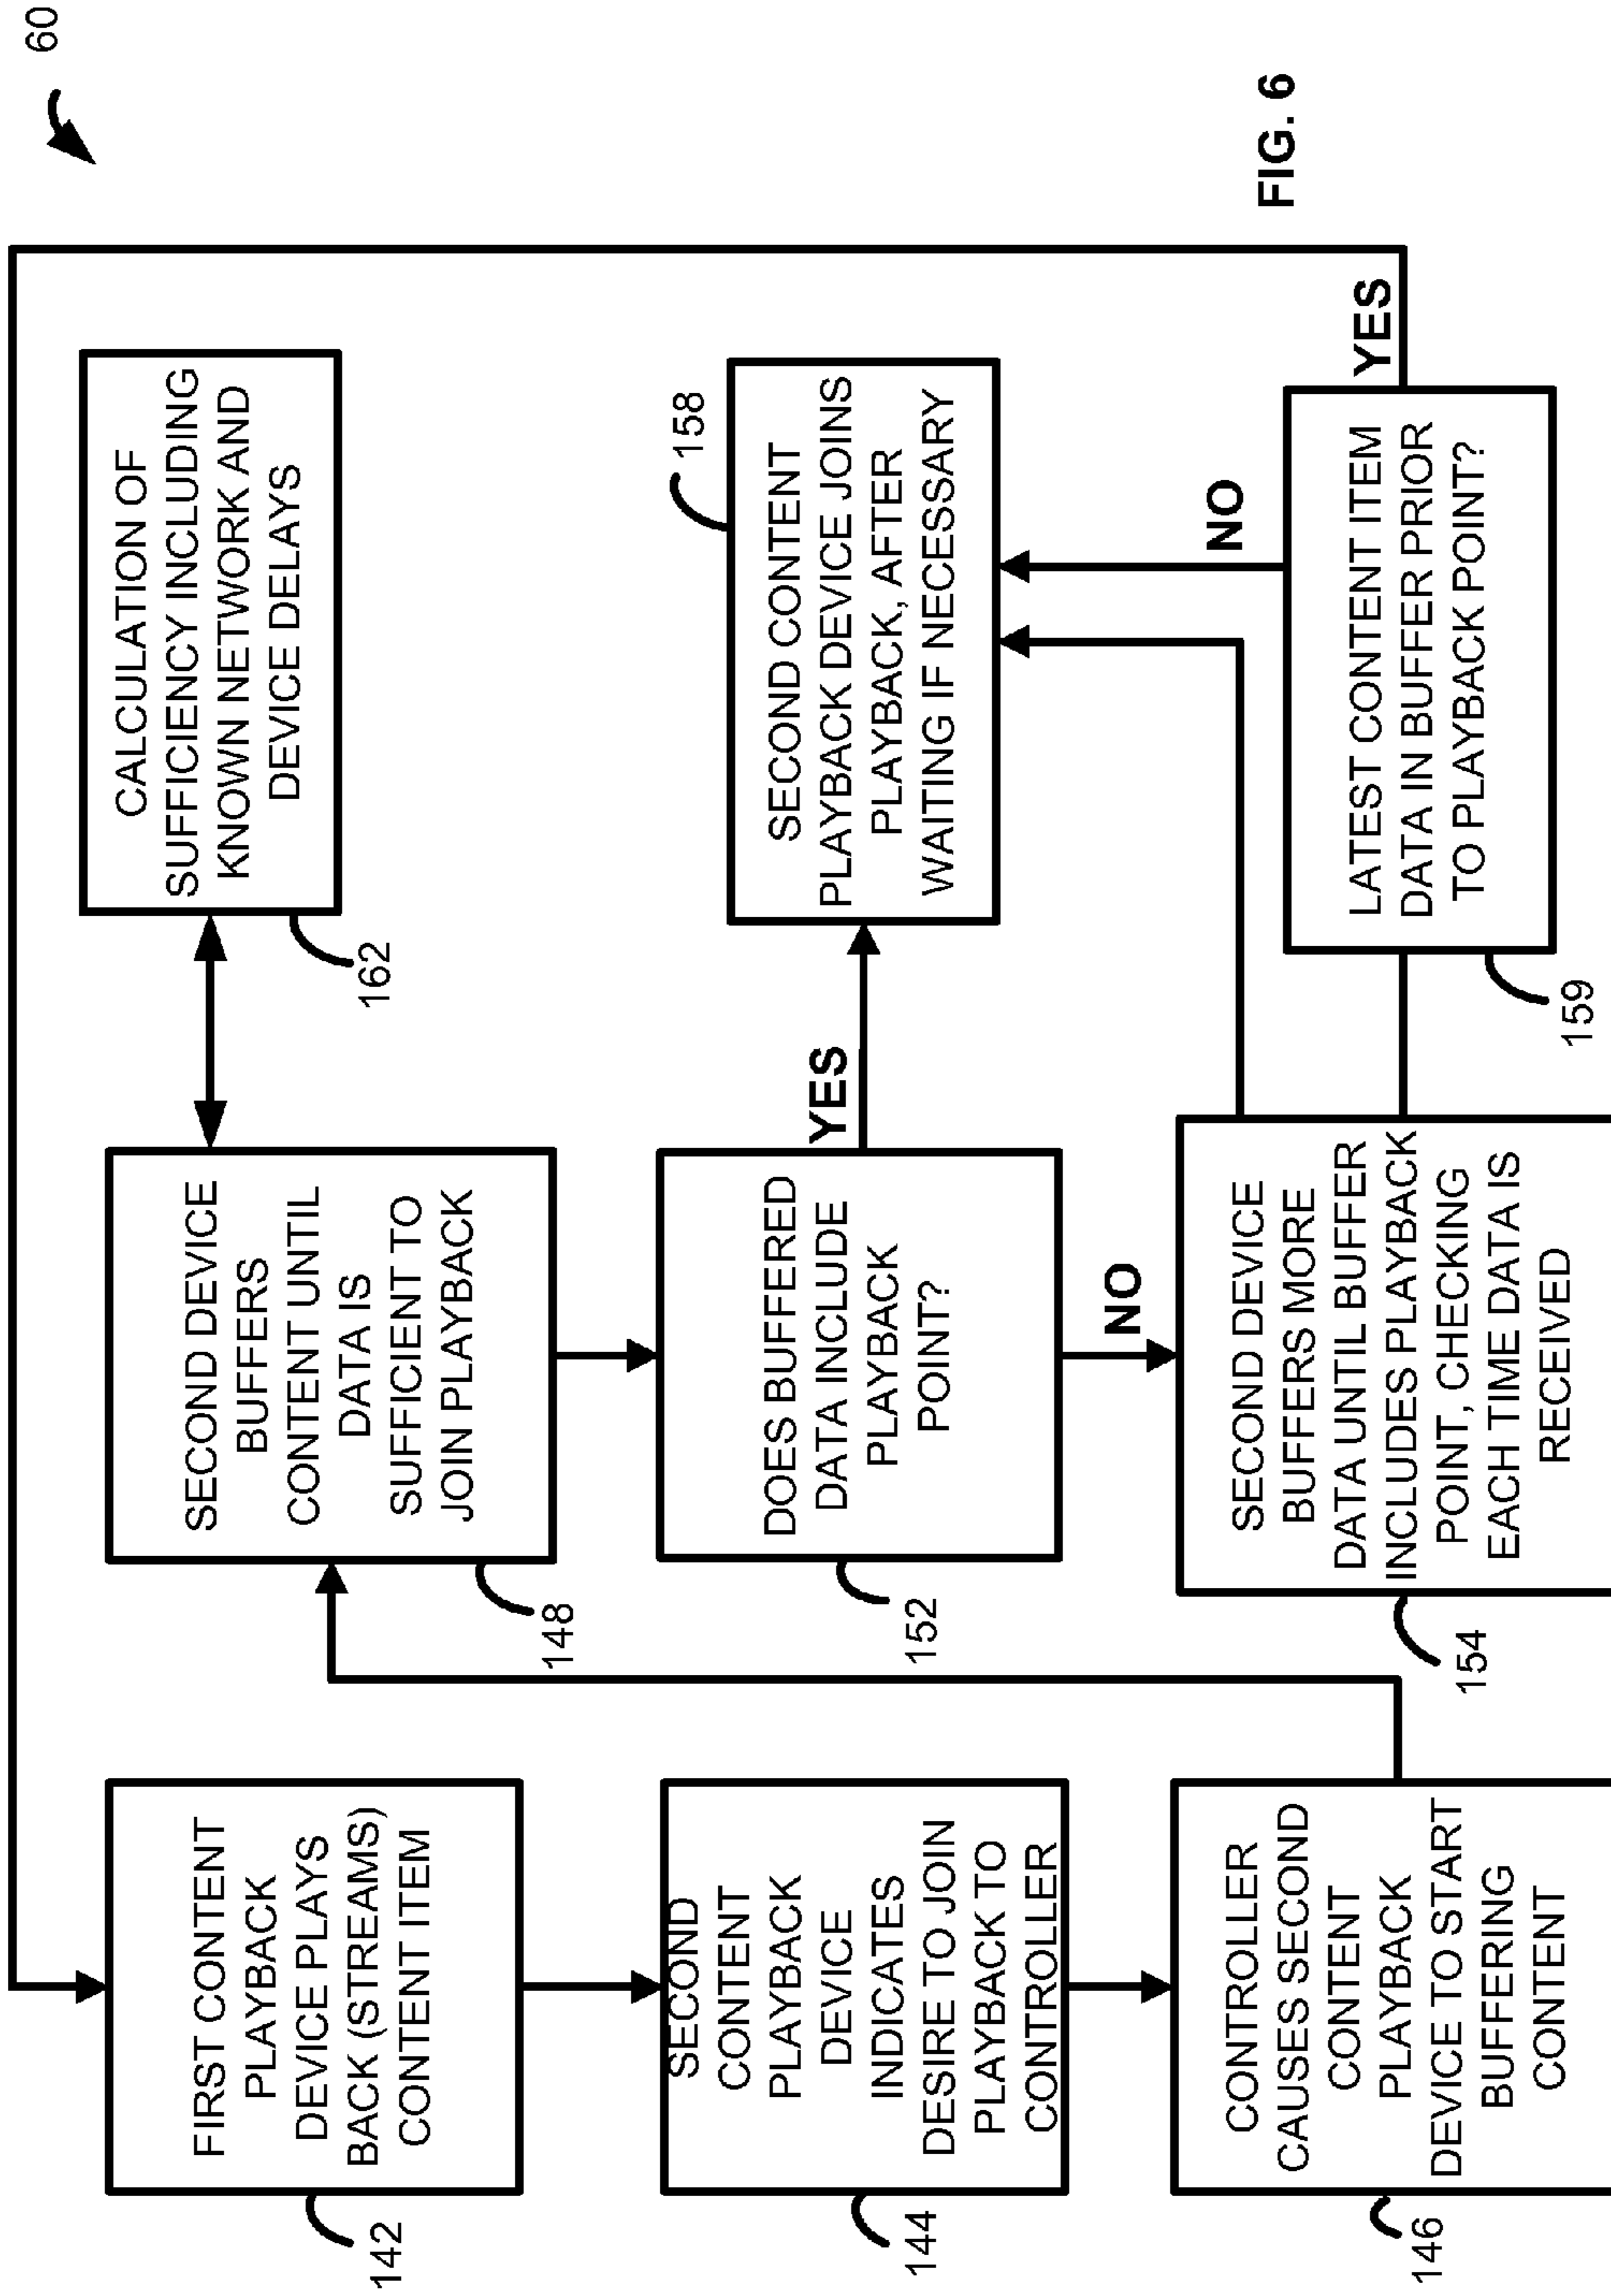 60
FIRST CONTENT
PLAYBACK
DEVICE PLAYS
BACK (STREAMS)
CONTENT ITEM
142
SECOND
CONTENT
PLAYBACK
DEVICE
INDICATES
DESIRE TO JOIN
PLAYBACK TO
CONTROLLER
144
CONTROLLER
CAUSES SECOND
CONTENT
PLAYBACK
DEVICE TO START
BUFFERING
CONTENT
146
SECOND DEVICE
BUFFERS
CONTENT UNTIL
DATA IS
SUFFICIENT TO
JOIN PLAYBACK
148
CALCULATION OF
SUFFICIENCY INCLUDING
KNOWN NETWORK AND
DEVICE DELAYS
162
DOES BUFFERED
DATA INCLUDE
PLAYBACK
POINT?
152
YES
NO
SECOND CONTENT
PLAYBACK DEVICE JOINS
PLAYBACK, AFTER
WAITING IF NECESSARY
158
SECOND DEVICE
BUFFERS MORE
DATA UNTIL BUFFER
INCLUDES PLAYBACK
POINT, CHECKING
EACH TIME DATA IS
RECEIVED
154
NO
LATEST CONTENT ITEM
DATA IN BUFFER PRIOR
TO PLAYBACK POINT?
159
YES
FIG. 6